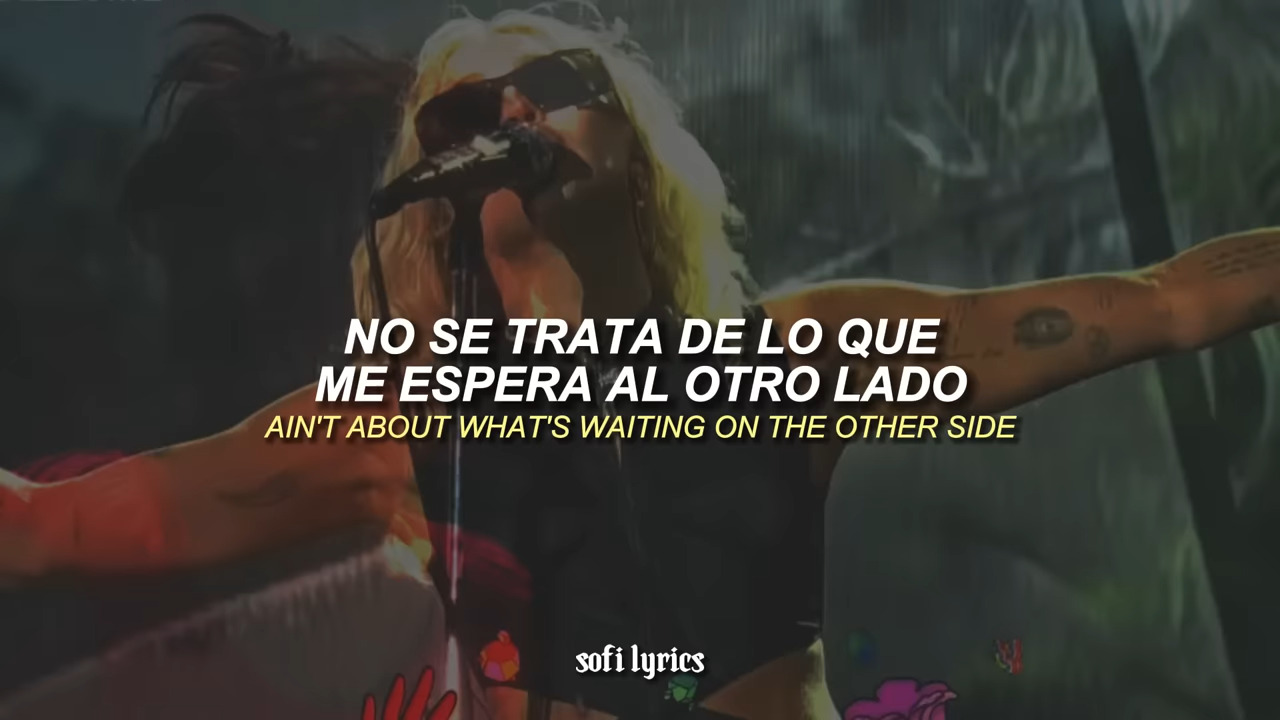 NO SE TRATA DE LO QUE
ME ESPERA AL OTRO LADO
AIN'T ABOUT WHAT'S WAITING ON THE OTHER SIDE
sofi lyrics